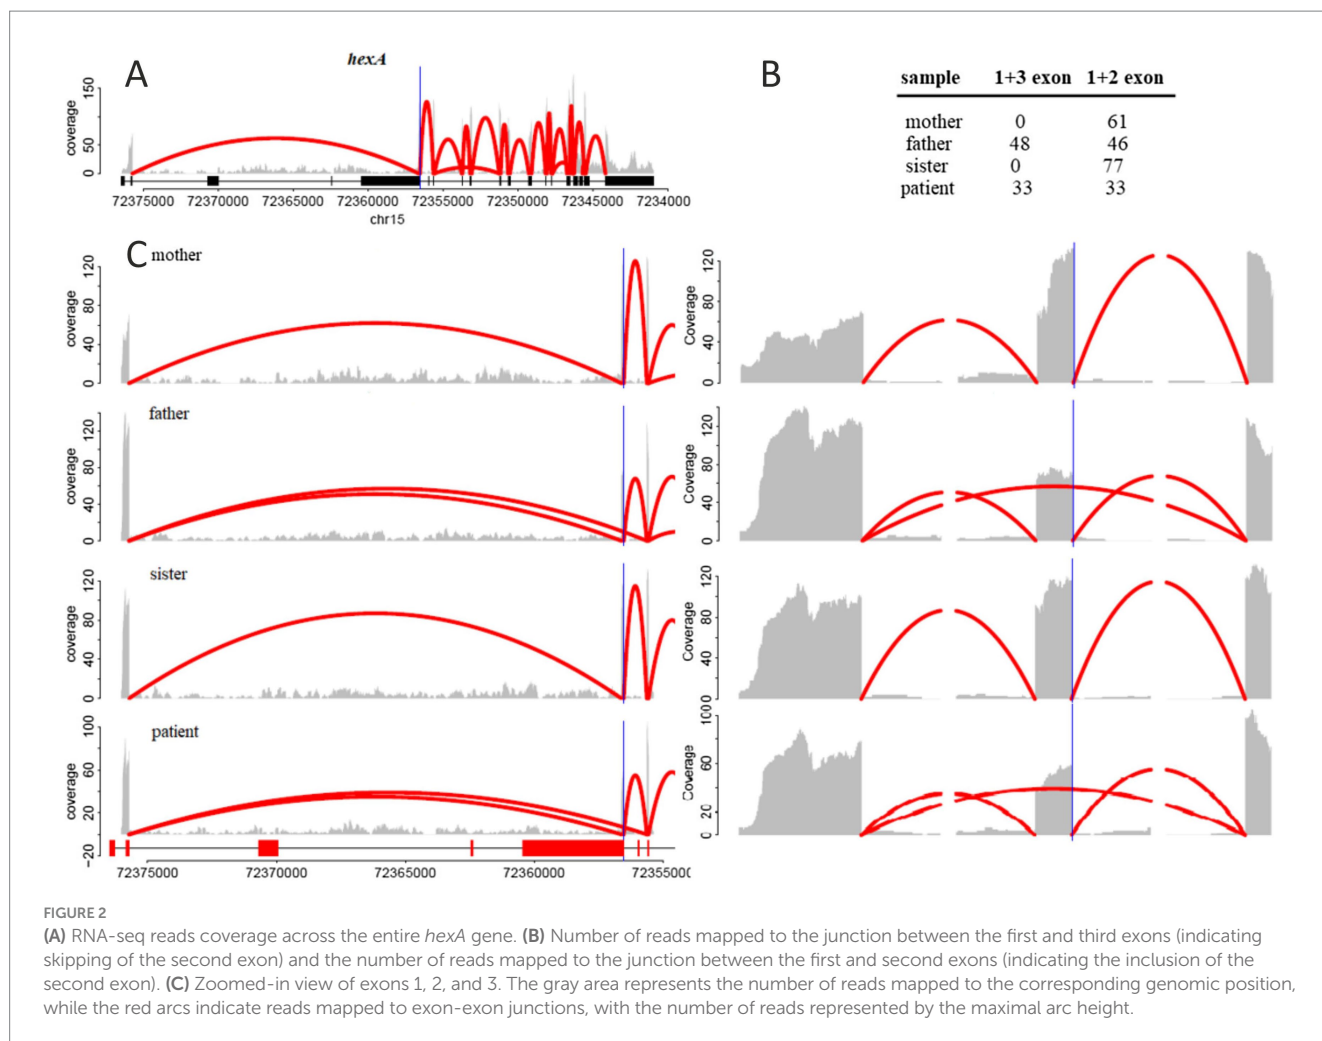 A
hexA
coverage
150
50
0
72375000 72370000 72365000 72360000 72355000 72350000 72345000 7234000
chr15
B
sample 1+3 exon 1+2 exon
mother 0 61
father 48 46
sister 0 77
patient 33 33
C
mother
coverage
120
80
40
0
Coverage
120
80
40
0
father
coverage
120
80
40
0
Coverage
120
80
40
0
sister
coverage
120
80
40
0
Coverage
120
80
40
0
patient
coverage
100
60
20
-20
Coverage
100
60
20
0
72375000 72370000 72365000 72360000 7235500
FIGURE 2
(A) RNA-seq reads coverage across the entire hexA gene. (B) Number of reads mapped to the junction between the first and third exons (indicating
skipping of the second exon) and the number of reads mapped to the junction between the first and second exons (indicating the inclusion of the
second exon). (C) Zoomed-in view of exons 1, 2, and 3. The gray area represents the number of reads mapped to the corresponding genomic position,
while the red arcs indicate reads mapped to exon-exon junctions, with the number of reads represented by the maximal arc height.